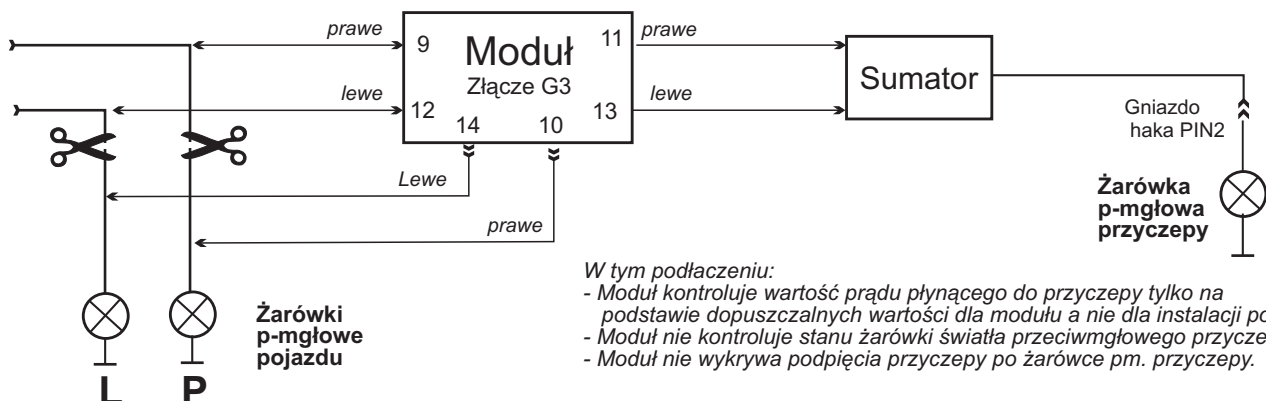 prawe
9
Moduł
Złącze G3
11
prawe
Sumator
lewe
12
14
10
13
lewe
Gniazdo
haka PIN2
Lewe
prawe
Żarówka
p-mgłowa
przyczepy
Żarówki
p-mgłowe
pojazdu
L
P
W tym podłaczeniu:
- Moduł kontroluje wartość prądu płynącego do przyczepy tylko na
podstawie dopuszczalnych wartości dla modułu a nie dla instalacji
- Moduł nie kontroluje stanu żarówki światła przeciwmgłowego
- Moduł nie wykrywa podpięcia przyczepy po żarówce pm. przyczepy.